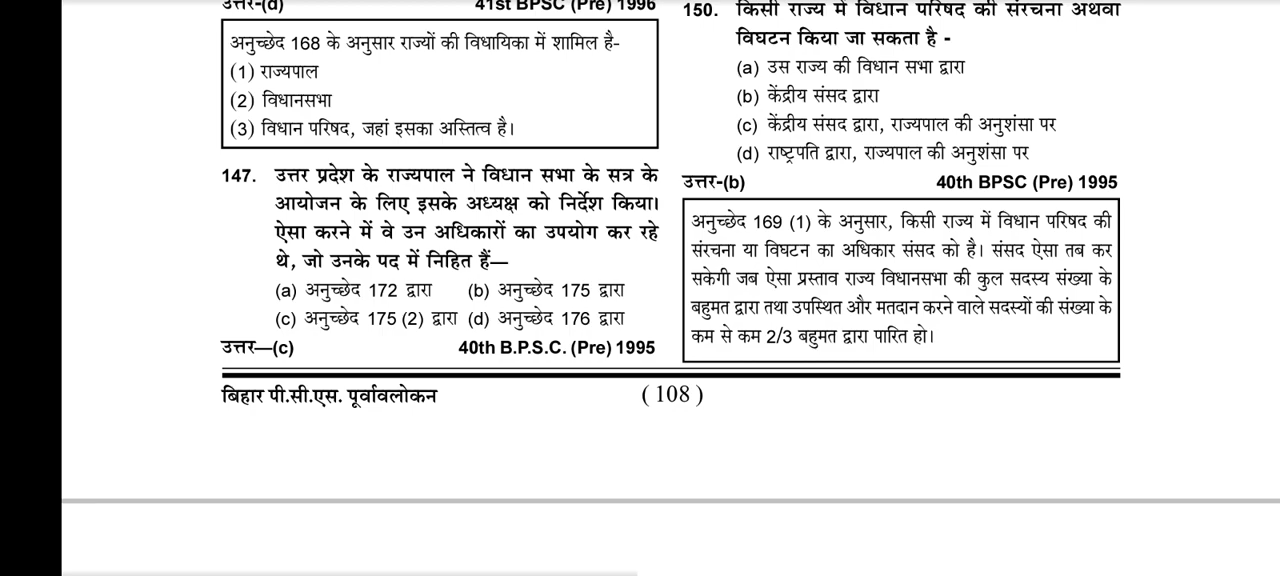 उत्तर-(d) 41st BPSC (Pre) 1996
अनुच्छेद 168 के अनुसार राज्यों की विधायिका में शामिल है-
(1) राज्यपाल
(2) विधानसभा
(3) विधान परिषद, जहां इसका अस्तित्व है।
147. उत्तर प्रदेश के राज्यपाल ने विधान सभा के सत्र के
आयोजन के लिए इसके अध्यक्ष को निर्देश किया।
ऐसा करने में वे उन अधिकारों का उपयोग कर रहे
थे, जो उनके पद में निहित हैं—
(a) अनुच्छेद 172 द्वारा (b) अनुच्छेद 175 द्वारा
(c) अनुच्छेद 175 (2) द्वारा (d) अनुच्छेद 176 द्वारा
उत्तर—(c) 40th B.P.S.C. (Pre) 1995
150. किसी राज्य में विधान परिषद की संरचना अथवा
विघटन किया जा सकता है -
(a) उस राज्य की विधान सभा द्वारा
(b) केंद्रीय संसद द्वारा
(c) केंद्रीय संसद द्वारा, राज्यपाल की अनुशंसा पर
(d) राष्ट्रपति द्वारा, राज्यपाल की अनुशंसा पर
उत्तर-(b) 40th BPSC (Pre) 1995
अनुच्छेद 169 (1) के अनुसार, किसी राज्य में विधान परिषद की
संरचना या विघटन का अधिकार संसद को है। संसद ऐसा तब कर
सकेगी जब ऐसा प्रस्ताव राज्य विधानसभा की कुल सदस्य संख्या के
बहुमत द्वारा तथा उपस्थित और मतदान करने वाले सदस्यों की संख्या के
कम से कम 2/3 बहुमत द्वारा पारित हो।
बिहार पी.सी.एस. पूर्वावलोकन ( 108 )